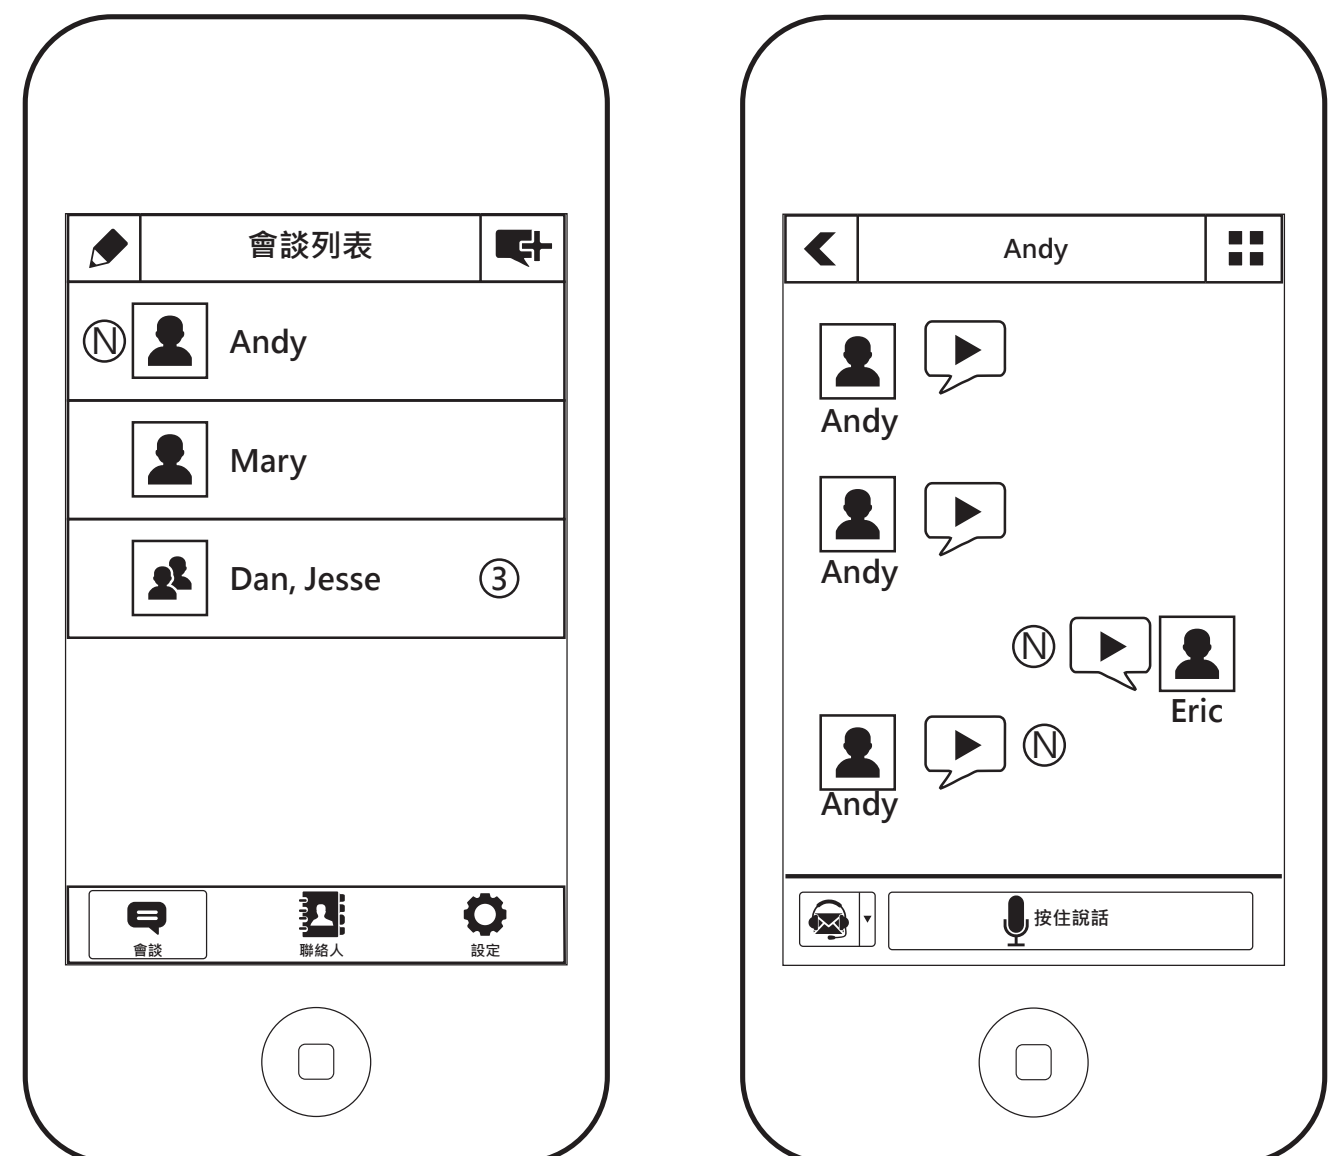 會談列表
Ⓝ Andy
Mary
Dan, Jesse ③
會談 聯絡人 設定
Andy
Andy
Andy
Ⓝ
Eric
Ⓝ
Andy
按住說話